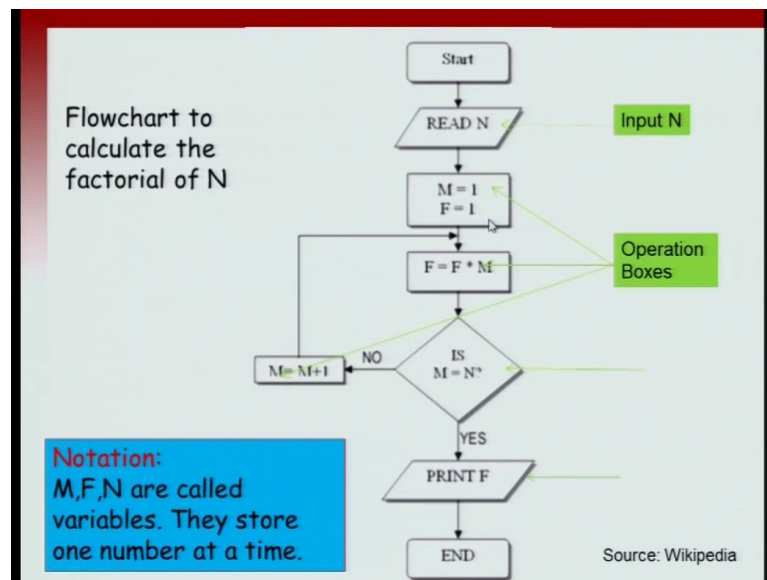 Flowchart to
calculate the
factorial of N
Start
READ N
Input N
M = 1
F = 1
F = F * M
Operation
Boxes
IS
M = N?
NO
M= M+1
YES
PRINT F
END
Notation:
M,F,N are called
variables. They store
one number at a time.
Source: Wikipedia